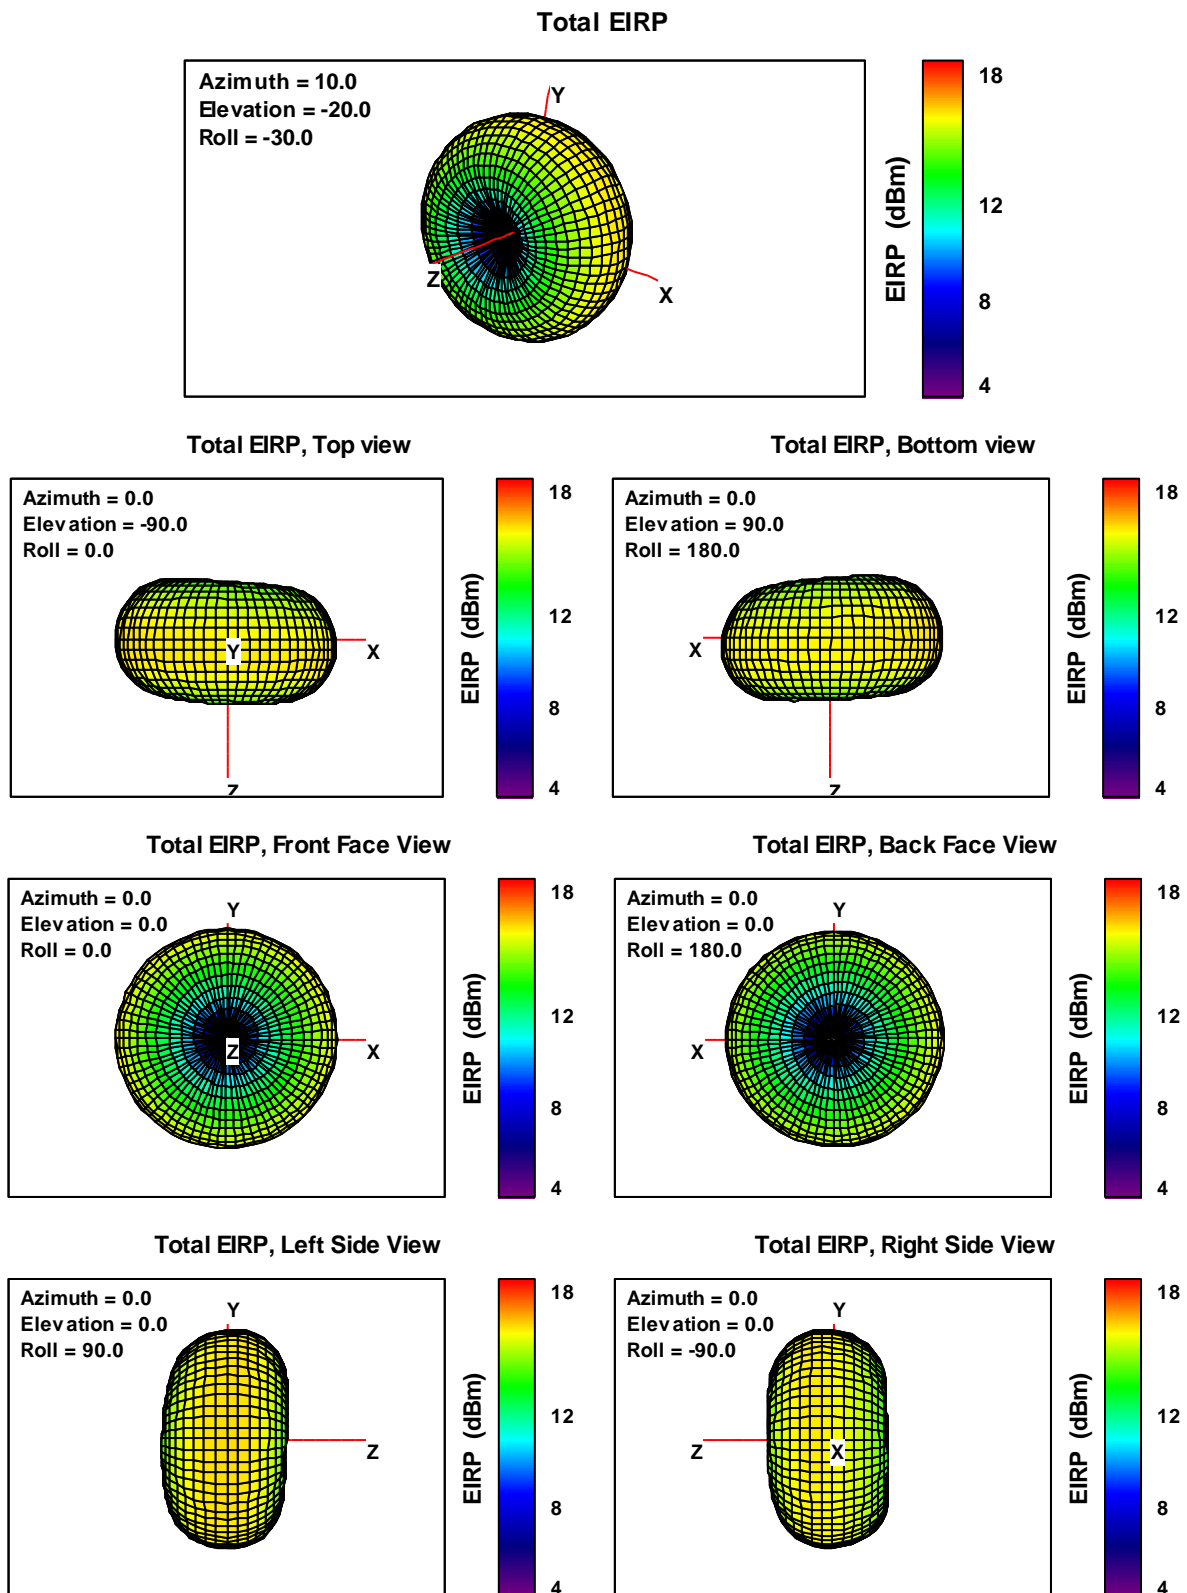 Total EIRP
Azimuth = 10.0
Elevation = -20.0
Roll = -30.0
Y
Z
X
EIRP (dBm)
18
12
8
4
Total EIRP, Top view
Azimuth = 0.0
Elevation = -90.0
Roll = 0.0
Y
X
Z
EIRP (dBm)
18
12
8
4
Total EIRP, Bottom view
Azimuth = 0.0
Elevation = 90.0
Roll = 180.0
X
Z
EIRP (dBm)
18
12
8
4
Total EIRP, Front Face View
Azimuth = 0.0
Elevation = 0.0
Roll = 0.0
Y
Z
X
EIRP (dBm)
18
12
8
4
Total EIRP, Back Face View
Azimuth = 0.0
Elevation = 0.0
Roll = 180.0
Y
X
EIRP (dBm)
18
12
8
4
Total EIRP, Left Side View
Azimuth = 0.0
Elevation = 0.0
Roll = 90.0
Y
Z
EIRP (dBm)
18
12
8
4
Total EIRP, Right Side View
Azimuth = 0.0
Elevation = 0.0
Roll = -90.0
Y
Z
X
EIRP (dBm)
18
12
8
4